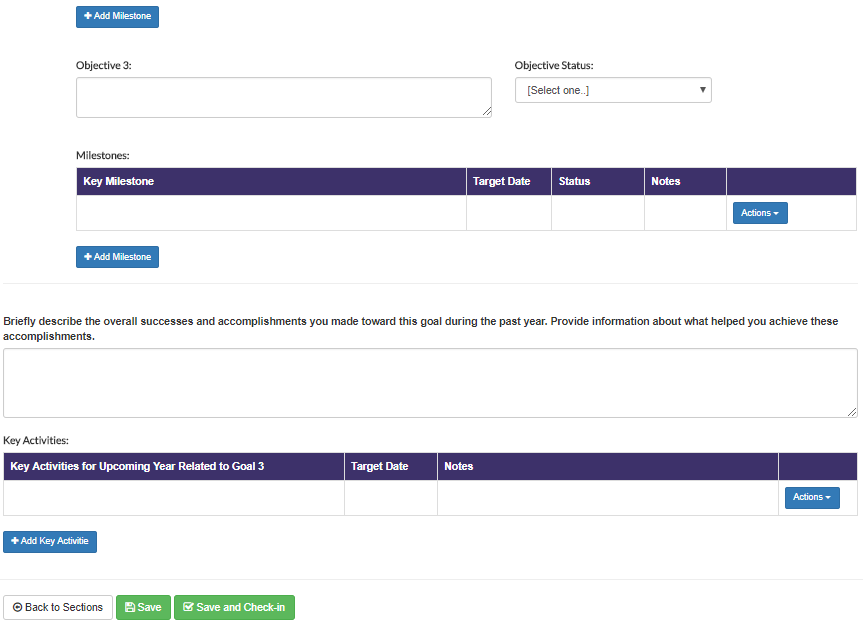 Add Milestone
Objective 3:
Objective Status:
[Select one..]
Milestones:
Key Milestone Target Date Status Notes
Actions
Add Milestone
Briefly describe the overall successes and accomplishments you made toward this goal during the past year. Provide information about what helped you achieve these
accomplishments.
Key Activities:
Key Activities for Upcoming Year Related to Goal 3 Target Date Notes
Actions
Add Key Activitie
Back to Sections Save Save and Check-in